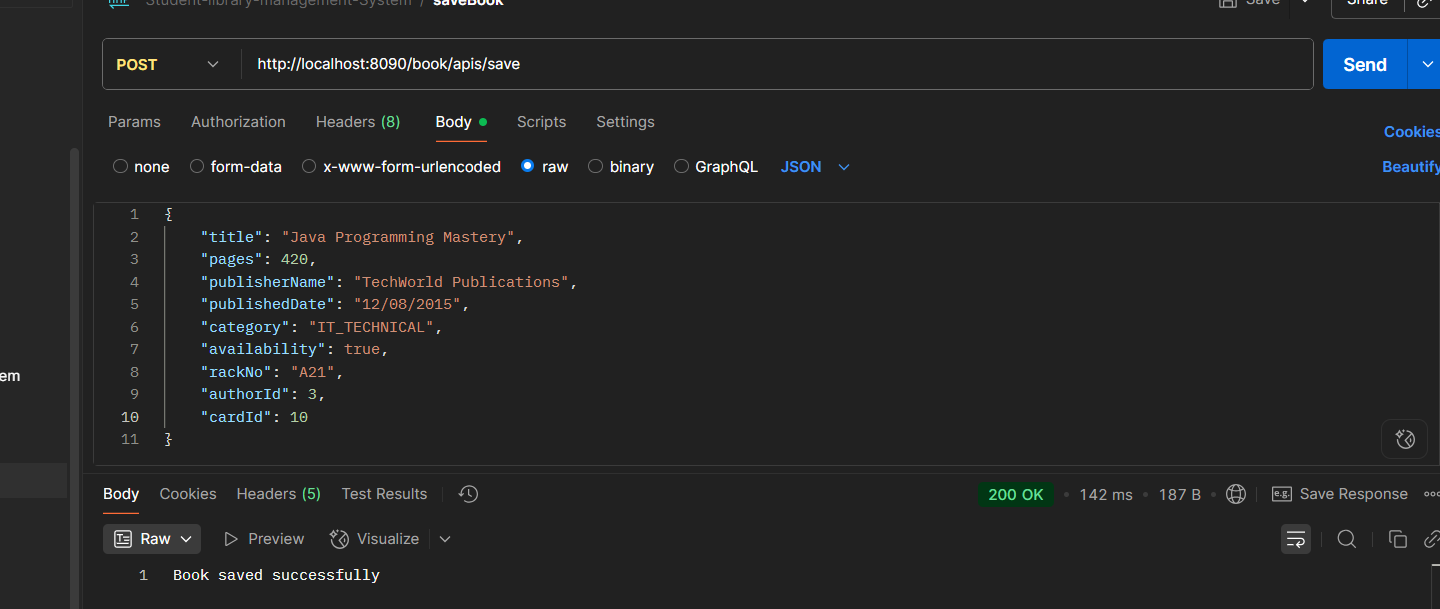 Student-library-management-System / saveBook Save Share
POST http://localhost:8090/book/apis/save Send
Params Authorization Headers (8) Body Scripts Settings Cookies
none form-data x-www-form-urlencoded raw binary GraphQL JSON Beautify
1 {
2 "title": "Java Programming Mastery",
3 "pages": 420,
4 "publisherName": "TechWorld Publications",
5 "publishedDate": "12/08/2015",
6 "category": "IT_TECHNICAL",
7 "availability": true,
8 "rackNo": "A21",
em
9 "authorId": 3,
10 "cardId": 10
11 }
Body Cookies Headers (5) Test Results 200 OK • 142 ms • 187 B • e.g. Save Response
Raw Preview Visualize
1 Book saved successfully